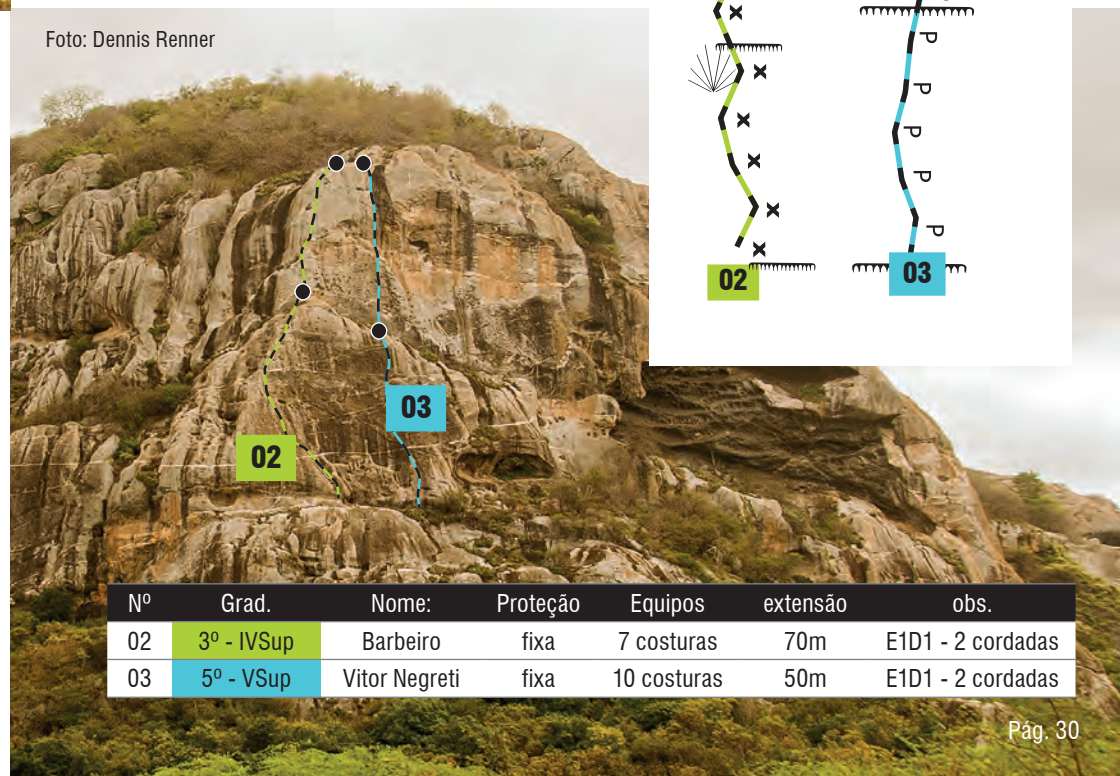 Foto: Dennis Renner
x
P
x
P
x
P
x
P
x
P
x
02
03
03
02
Nº Grad. Nome: Proteção Equipos extensão obs.
02 3º - IVSup Barbeiro fixa 7 costuras 70m E1D1 - 2 cordadas
03 5º - VSup Vitor Negreti fixa 10 costuras 50m E1D1 - 2 cordadas
Pág. 30